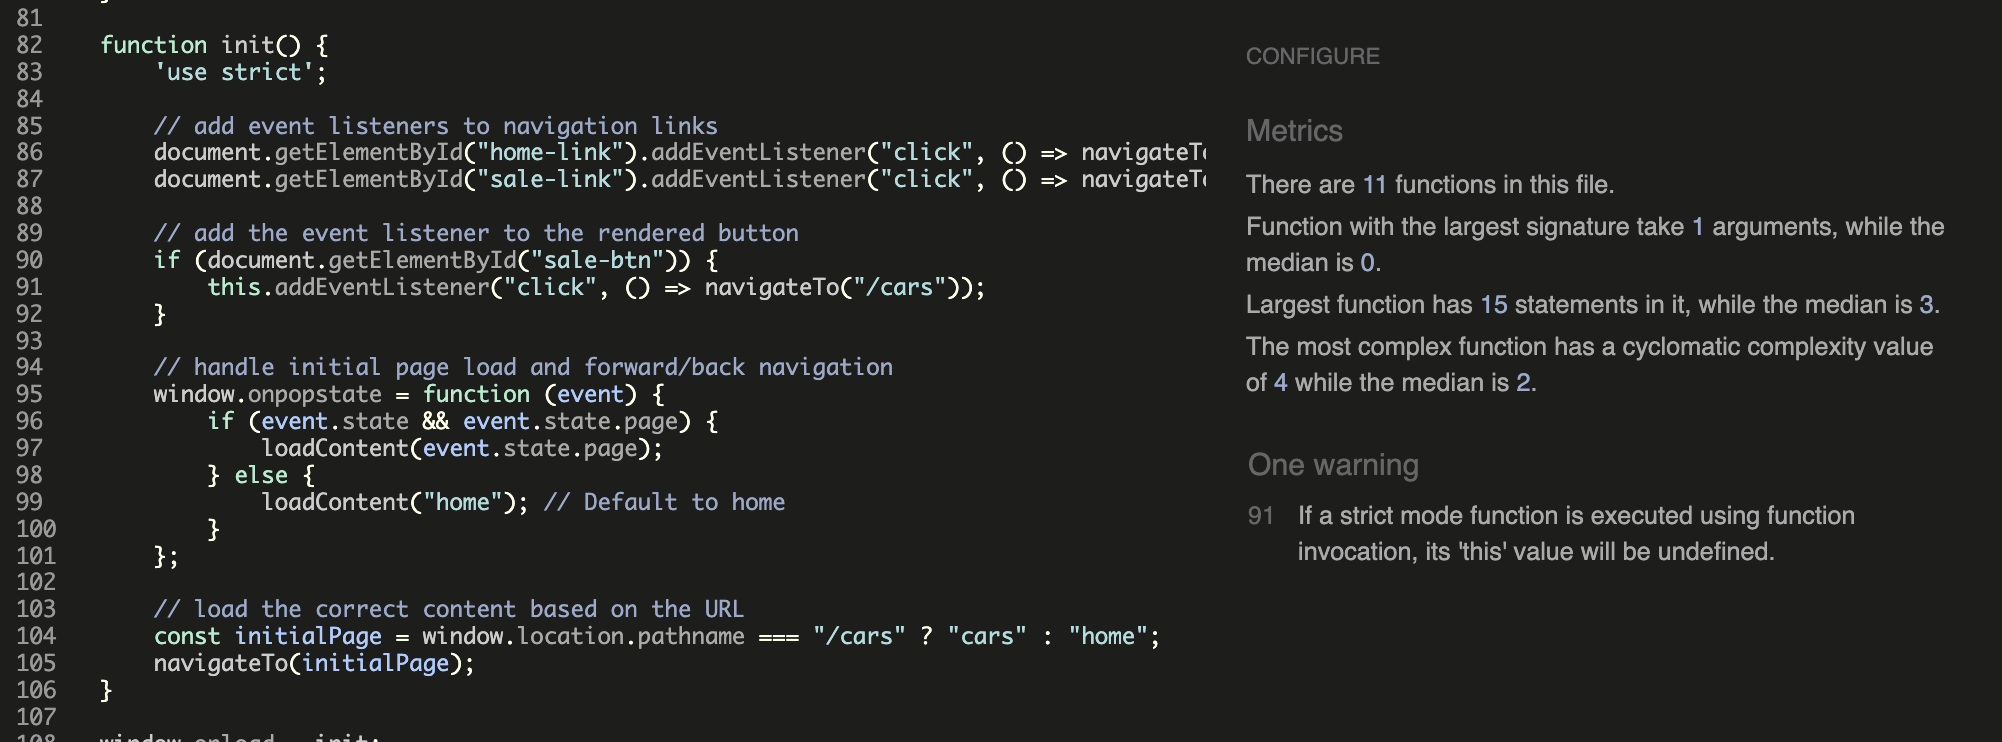 81
82 function init() {
83 'use strict';
84
85 // add event listeners to navigation links
86 document.getElementById("home-link").addEventListener("click", () => navigateT
87 document.getElementById("sale-link").addEventListener("click", () => navigateT
88
89 // add the event listener to the rendered button
90 if (document.getElementById("sale-btn")) {
91 this.addEventListener("click", () => navigateTo("/cars"));
92 }
93
94 // handle initial page load and forward/back navigation
95 window.onpopstate = function (event) {
96 if (event.state && event.state.page) {
97 loadContent(event.state.page);
98 } else {
99 loadContent("home"); // Default to home
100 }
101 };
102
103 // load the correct content based on the URL
104 const initialPage = window.location.pathname === "/cars" ? "cars" : "home";
105 navigateTo(initialPage);
106 }
107
108 window.onload = init;
CONFIGURE
Metrics
There are 11 functions in this file.
Function with the largest signature take 1 arguments, while the
median is 0.
Largest function has 15 statements in it, while the median is 3.
The most complex function has a cyclomatic complexity value
of 4 while the median is 2.
One warning
91 If a strict mode function is executed using function
invocation, its 'this' value will be undefined.